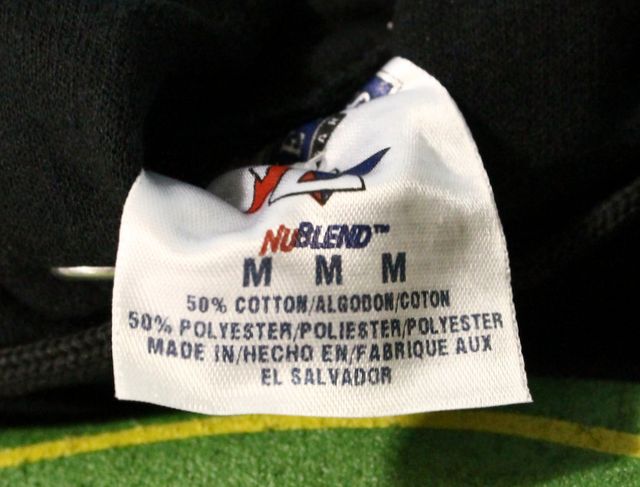 NUBLEND™
M M M
50% COTTON/ALGODON/COTON
50% POLYESTER/POLIESTER/POLYESTER
MADE IN/HECHO EN/FABRIQUE AUX
EL SALVADOR